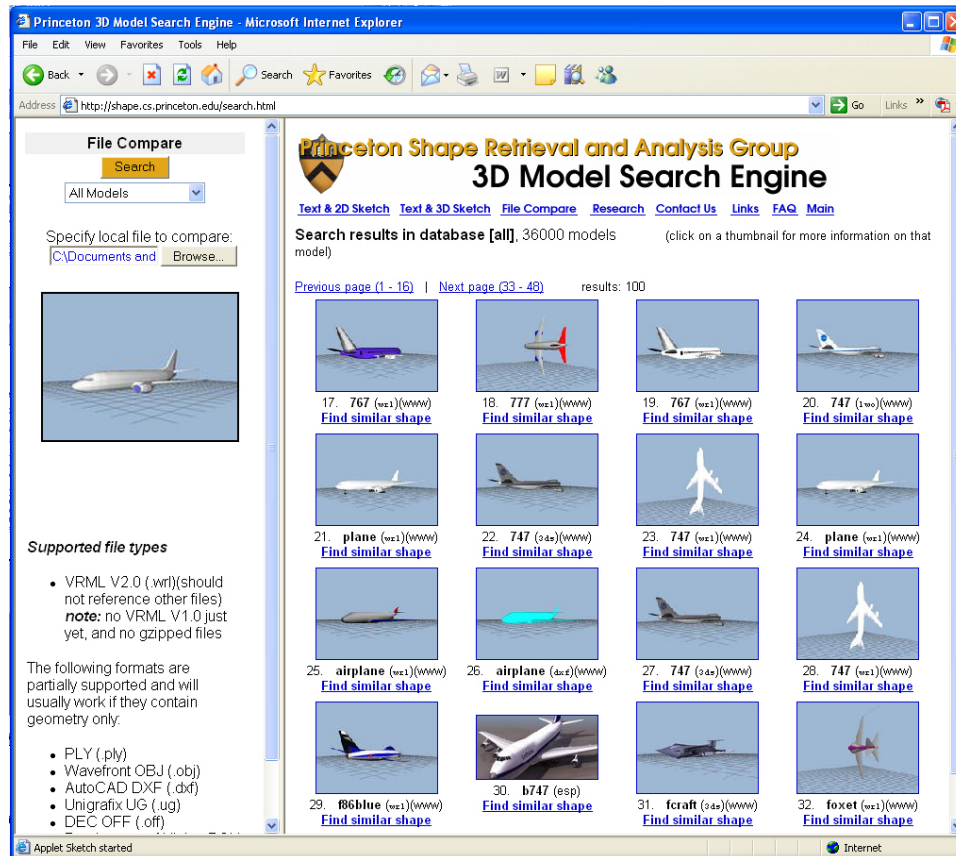 Princeton 3D Model Search Engine - Microsoft Internet Explorer
File Edit View Favorites Tools Help
Back Search Favorites
Address http://shape.cs.princeton.edu/search.html Go Links »
File Compare
Search
All Models
Specify local file to compare:
C:\Documents and Browse...
Supported file types
• VRML V2.0 (.wrl)(should
not reference other files)
note: no VRML V1.0 just
yet, and no gzipped files
The following formats are
partially supported and will
usually work if they contain
geometry only:
• PLY (.ply)
• Wavefront OBJ (.obj)
• AutoCAD DXF (.dxf)
• Unigrafix UG (.ug)
• DEC OFF (.off)
Princeton Shape Retrieval and Analysis Group
3D Model Search Engine
Text & 2D Sketch Text & 3D Sketch File Compare Research Contact Us Links FAQ Main
Search results in database [all], 36000 models (click on a thumbnail for more information on that
model)
Previous page (1 - 16) | Next page (33 - 48) results: 100
17. 767 (wrl)(www) 18. 777 (wrl)(www) 19. 767 (wrl)(www) 20. 747 (lwo)(www)
Find similar shape Find similar shape Find similar shape Find similar shape
21. plane (wrl)(www) 22. 747 (3ds)(www) 23. 747 (wrl)(www) 24. plane (wrl)(www)
Find similar shape Find similar shape Find similar shape Find similar shape
25. airplane (wrl)(www) 26. airplane (dxf)(www) 27. 747 (3ds)(www) 28. 747 (wrl)(www)
Find similar shape Find similar shape Find similar shape Find similar shape
29. f86blue (wrl)(www) 30. b747 (esp) 31. fcraft (3ds)(www) 32. foxet (wrl)(www)
Find similar shape Find similar shape Find similar shape Find similar shape
Applet Sketch started Internet